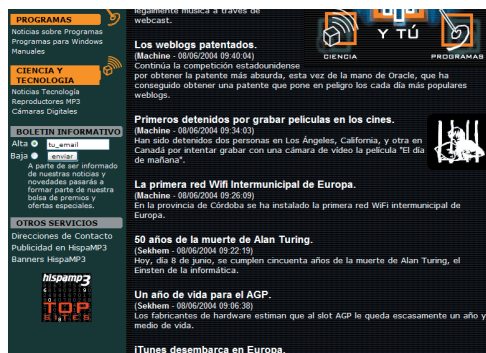 PROGRAMAS
Noticias sobre Programas
Programas para Windows
Manuales
CIENCIA Y
TECNOLOGIA
Noticias Tecnología
Reproductores MP3
Cámaras Digitales
BOLETIN INFORMATIVO
Alta tu_email
Baja enviar
A parte de ser informado
de nuestras noticias y
novedades pasarás a
formar parte de nuestra
bolsa de premios y
ofertas especiales.
OTROS SERVICIOS
Direcciones de Contacto
Publicidad en HispaMP3
Banners HispaMP3
hispamp3
TOP
SITES
legalmente música a través de
webcast.
Los weblogs patentados.
(Machine - 08/06/2004 09:40:04)
Continúa la competición estadounidense
por obtener la patente más absurda, esta vez de la mano de Oracle, que ha
conseguido obtener una patente que pone en peligro los cada día más populares
weblogs.
Y TÚ
CIENCIA
PROGRAMAS
Primeros detenidos por grabar peliculas en los cines.
(Machine - 08/06/2004 09:34:03)
Han sido detenidos dos personas en Los Ángeles, California, y otra en
Canadá por intentar grabar con una cámara de vídeo la película "El día
de mañana".
La primera red Wifi Intermunicipal de Europa.
(Machine - 08/06/2004 09:26:09)
En la provincia de Córdoba se ha instalado la primera red WiFi intermunicipal de
Europa.
50 años de la muerte de Alan Turing.
(Sekhem - 08/06/2004 09:22:19)
Hoy, día 8 de junio, se cumplen cincuenta años de la muerte de Alan Turing, el
Einsten de la informática.
Un año de vida para el AGP.
(Sekhem - 08/06/2004 09:06:38)
Los fabricantes de hardware estiman que al slot AGP le queda escasamente un año y
medio de vida.
iTunes desembarca en Europa.